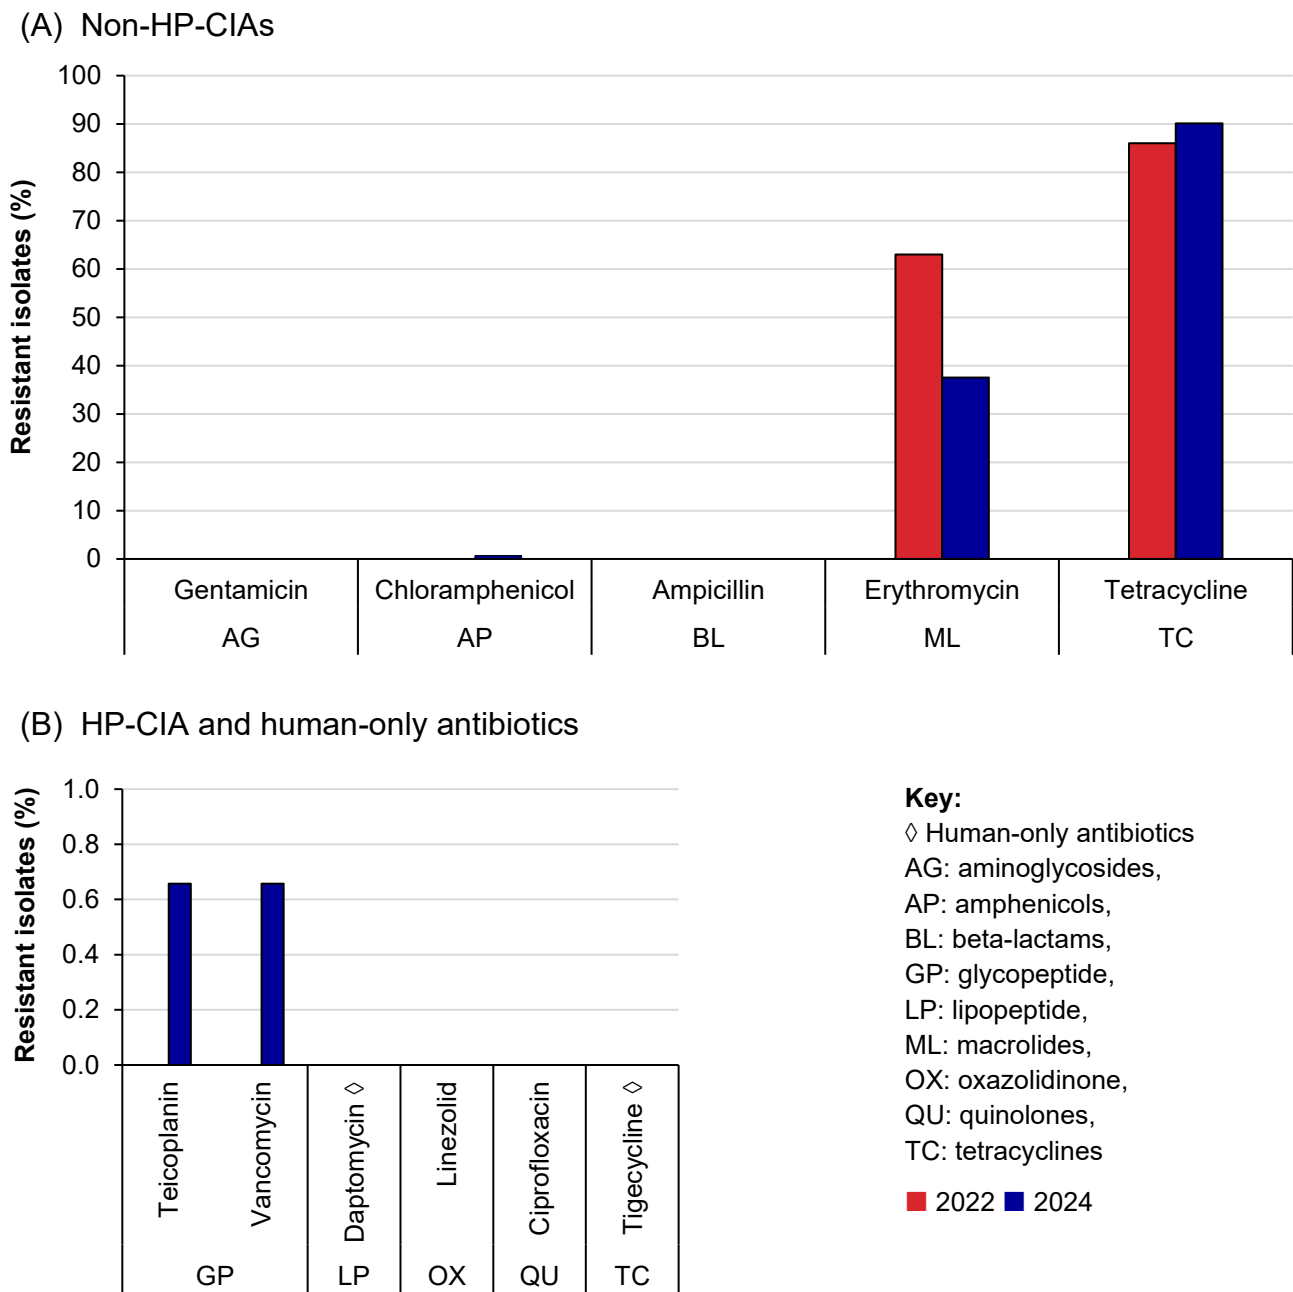 (A) Non-HP-CIAs
Resistant isolates (%)
100
90
80
70
60
50
40
30
20
10
0
Gentamicin Chloramphenicol Ampicillin Erythromycin Tetracycline
AG AP BL ML TC
(B) HP-CIA and human-only antibiotics
Resistant isolates (%)
1.0
0.8
0.6
0.4
0.2
0.0
Teicoplanin
Vancomycin
Daptomycin ◊
Linezolid
Ciprofloxacin
Tigecycline ◊
GP LP OX QU TC
Key:
◊ Human-only antibiotics
AG: aminoglycosides,
AP: amphenicols,
BL: beta-lactams,
GP: glycopeptide,
LP: lipopeptide,
ML: macrolides,
OX: oxazolidinone,
QU: quinolones,
TC: tetracyclines
2022 2024